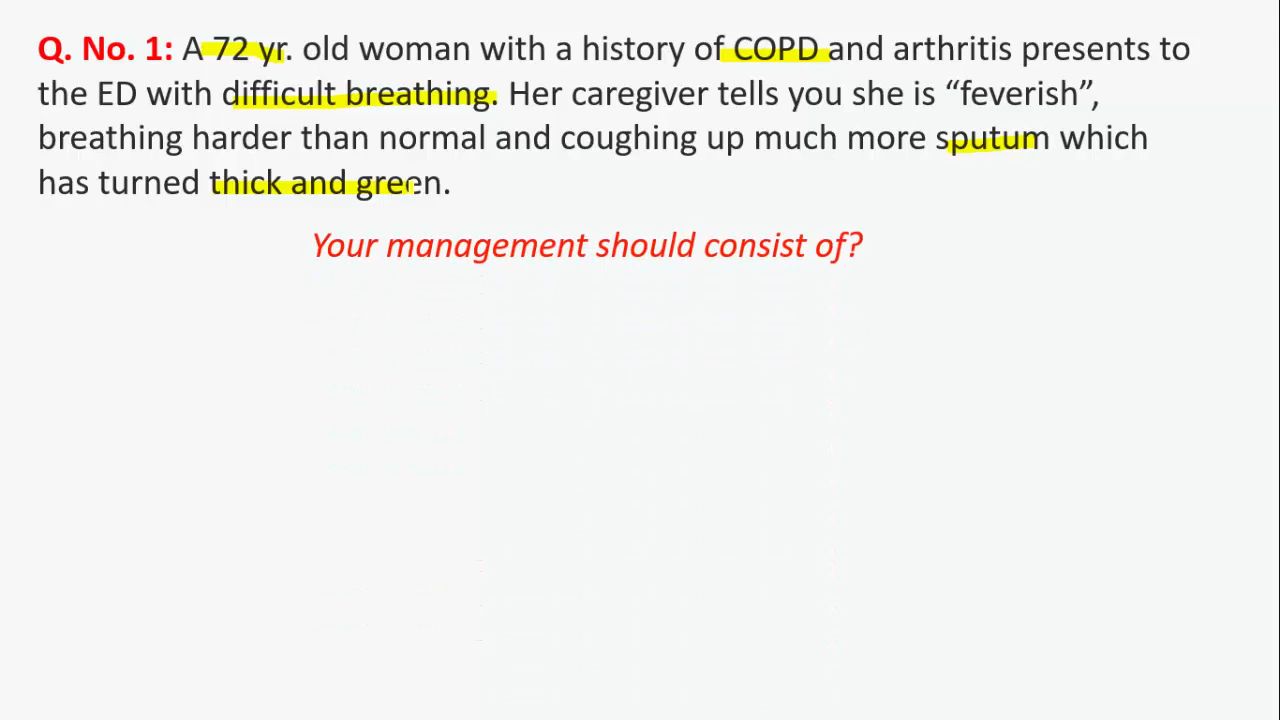 Q. No. 1: A 72 yr. old woman with a history of COPD and arthritis presents to
the ED with difficult breathing. Her caregiver tells you she is “feverish”,
breathing harder than normal and coughing up much more sputum which
has turned thick and green.
Your management should consist of?